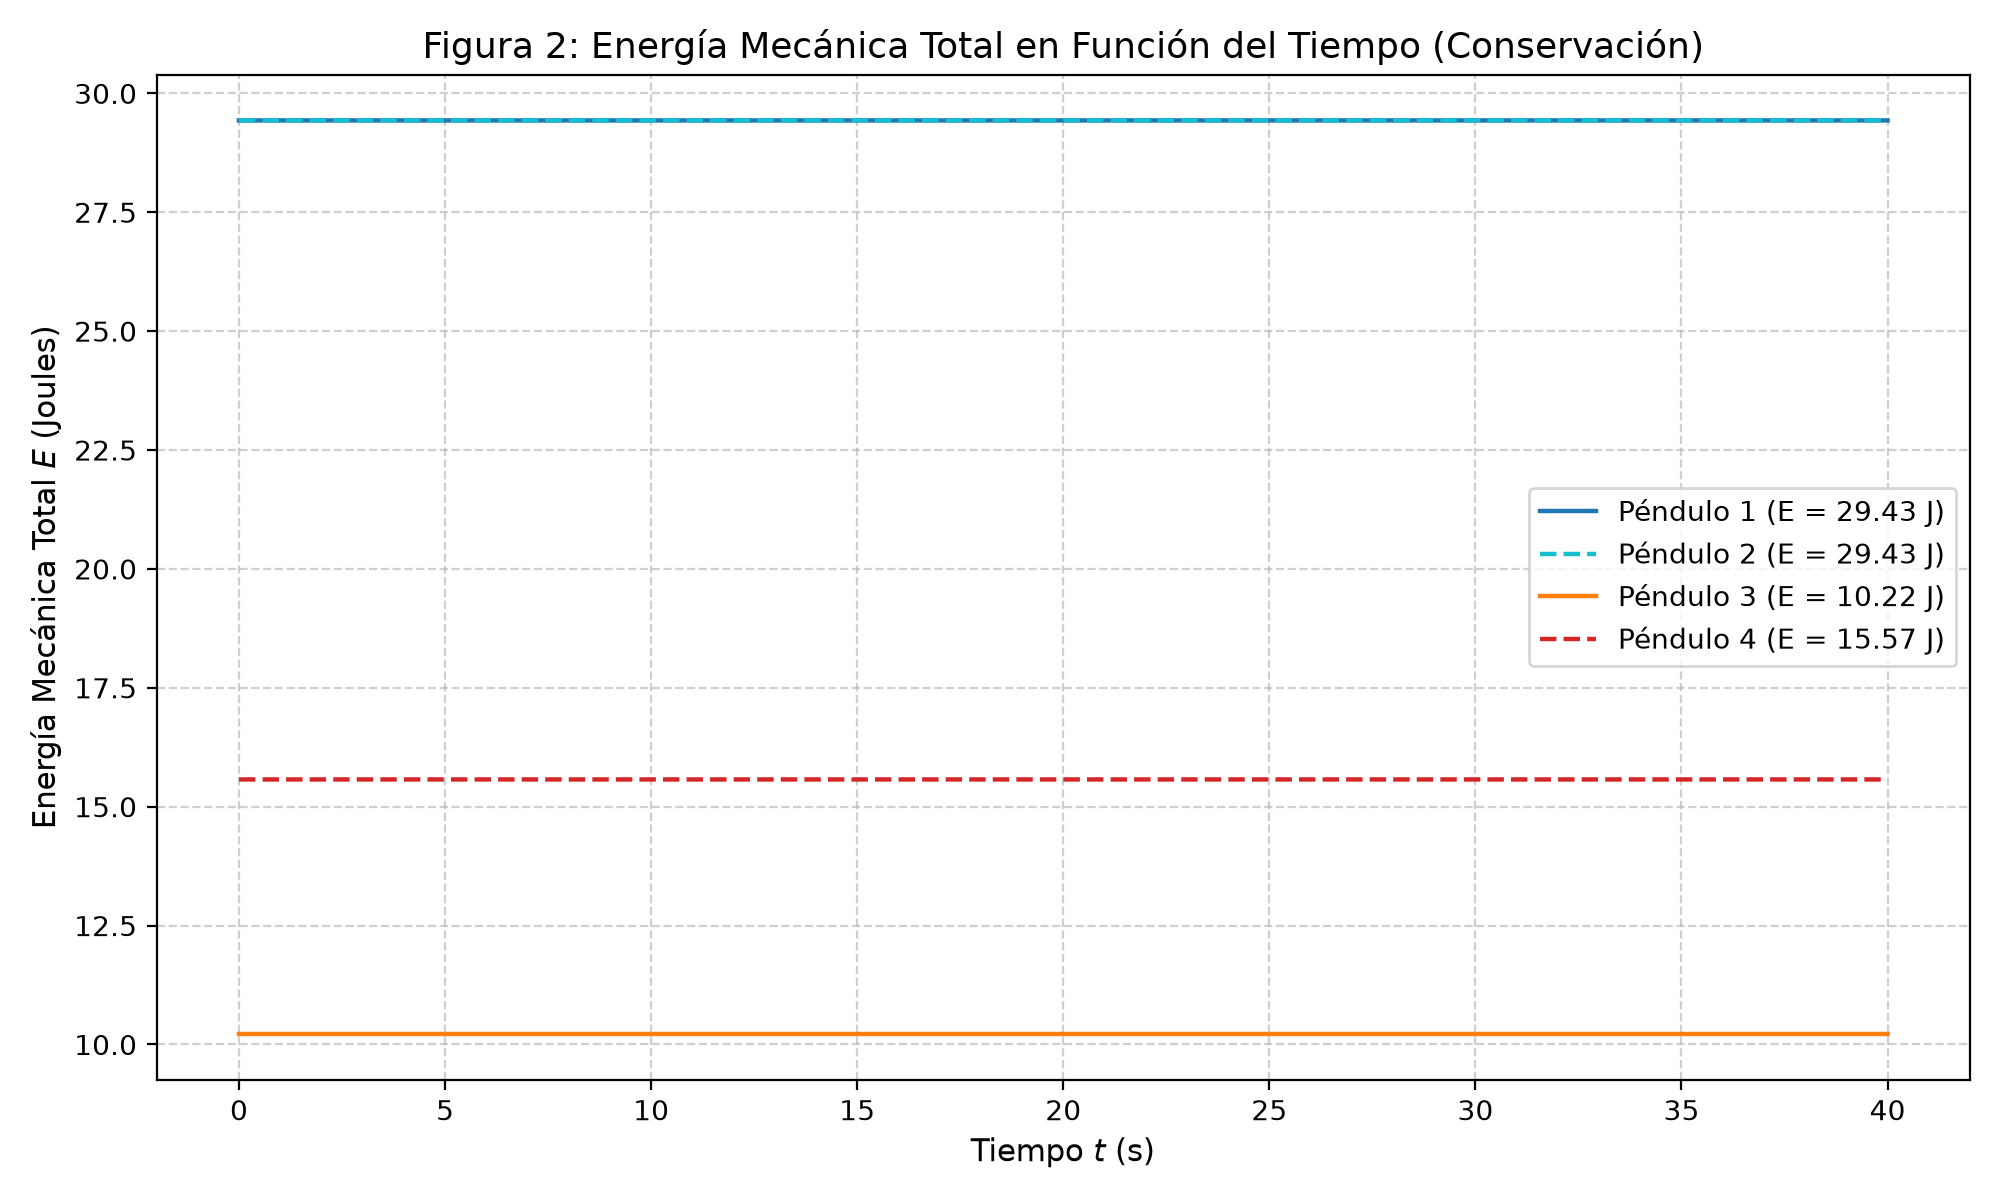 Figura 2: Energía Mecánica Total en Función del Tiempo (Conservación)
Energía Mecánica Total E (Joules)
30.0
27.5
25.0
22.5
20.0
17.5
15.0
12.5
10.0
Péndulo 1 (E = 29.43 J)
Péndulo 2 (E = 29.43 J)
Péndulo 3 (E = 10.22 J)
Péndulo 4 (E = 15.57 J)
0 5 10 15 20 25 30 35 40
Tiempo t (s)